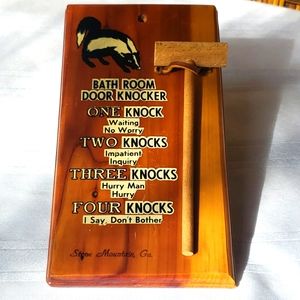 BATH ROOM
DOOR KNOCKER
ONE KNOCK
Waiting
No Worry
TWO KNOCKS
Impatient
Inquiry
THREE KNOCKS
Hurry Man
Hurry
FOUR KNOCKS
I Say, Don't Bother
Stone Mountain, Ga.